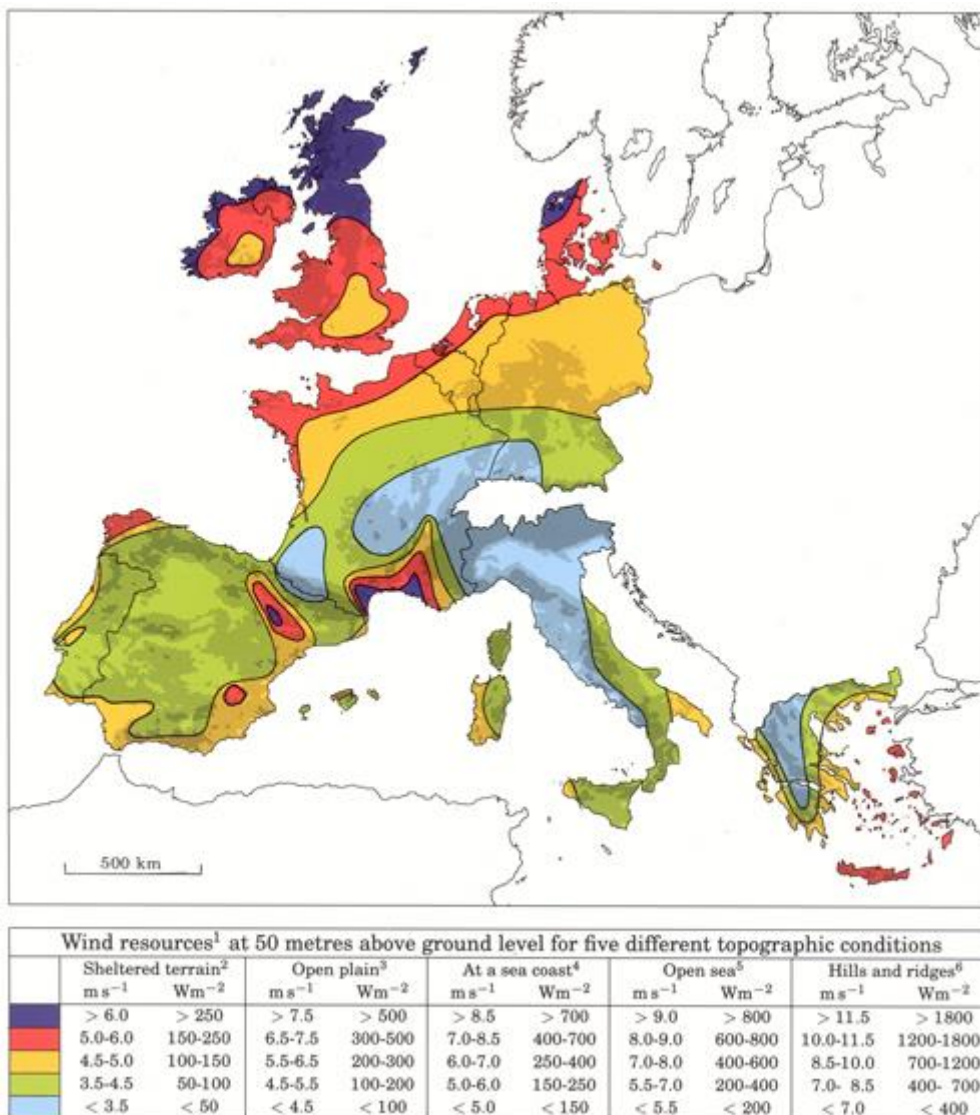 500 km
Wind resources¹ at 50 metres above ground level for five different topographic conditions
Sheltered terrain² Open plain³ At a sea coast⁴ Open sea⁵ Hills and ridges⁶
m s⁻¹ Wm⁻² m s⁻¹ Wm⁻² m s⁻¹ Wm⁻² m s⁻¹ Wm⁻² m s⁻¹ Wm⁻²
> 6.0 > 250 > 7.5 > 500 > 8.5 > 700 > 9.0 > 800 > 11.5 > 1800
5.0-6.0 150-250 6.5-7.5 300-500 7.0-8.5 400-700 8.0-9.0 600-800 10.0-11.5 1200-1800
4.5-5.0 100-150 5.5-6.5 200-300 6.0-7.0 250-400 7.0-8.0 400-600 8.5-10.0 700-1200
3.5-4.5 50-100 4.5-5.5 100-200 5.0-6.0 150-250 5.5-7.0 200-400 7.0- 8.5 400- 700
< 3.5 < 50 < 4.5 < 100 < 5.0 < 150 < 5.5 < 200 < 7.0 < 400